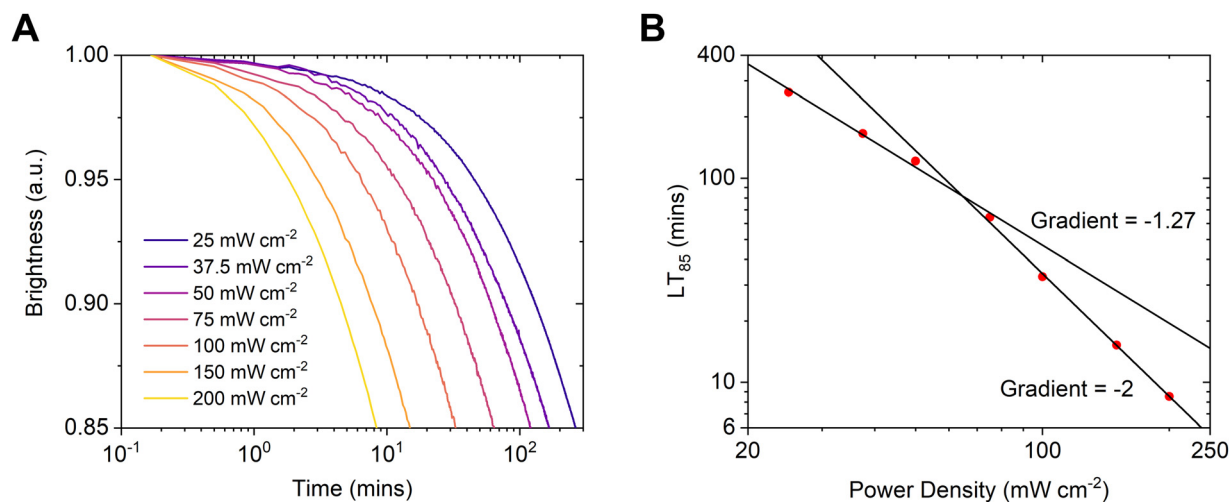 A
Brightness (a.u.)
1.00
0.95
0.90
0.85
25 mW cm⁻²
37.5 mW cm⁻²
50 mW cm⁻²
75 mW cm⁻²
100 mW cm⁻²
150 mW cm⁻²
200 mW cm⁻²
10⁻¹
10⁰
10¹
10²
Time (mins)
B
LT₈₅ (mins)
400
100
10
6
Gradient = -1.27
Gradient = -2
20
100
250
Power Density (mW cm⁻²)